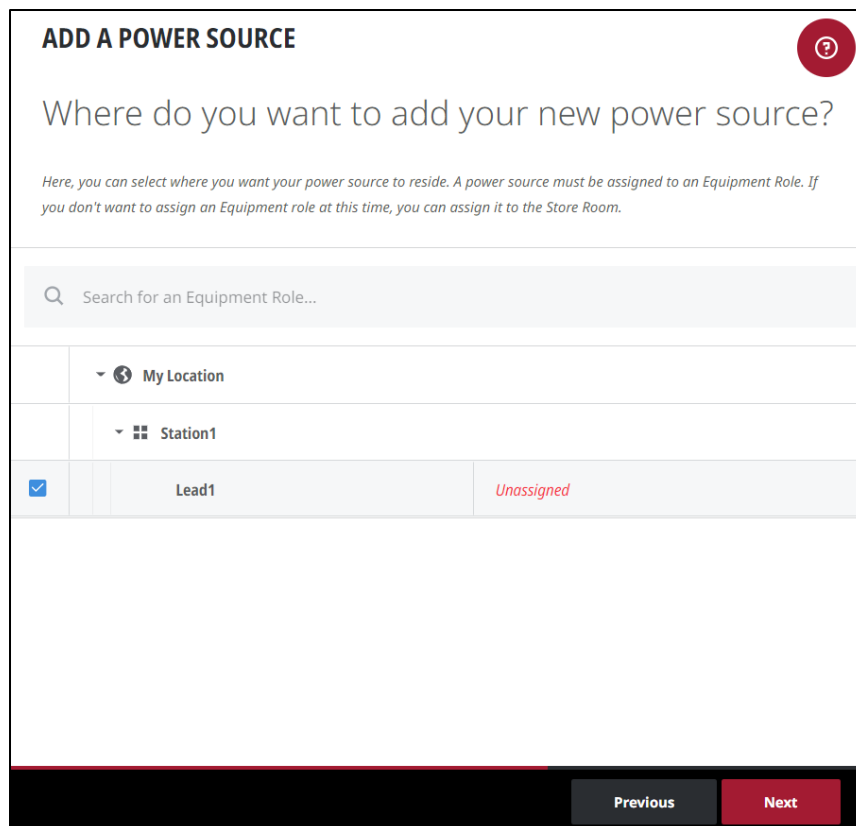 ADD A POWER SOURCE
Where do you want to add your new power source?
Here, you can select where you want your power source to reside. A power source must be assigned to an Equipment Role. If
you don't want to assign an Equipment role at this time, you can assign it to the Store Room.
Search for an Equipment Role...
My Location
Station1
Lead1 Unassigned
Previous Next